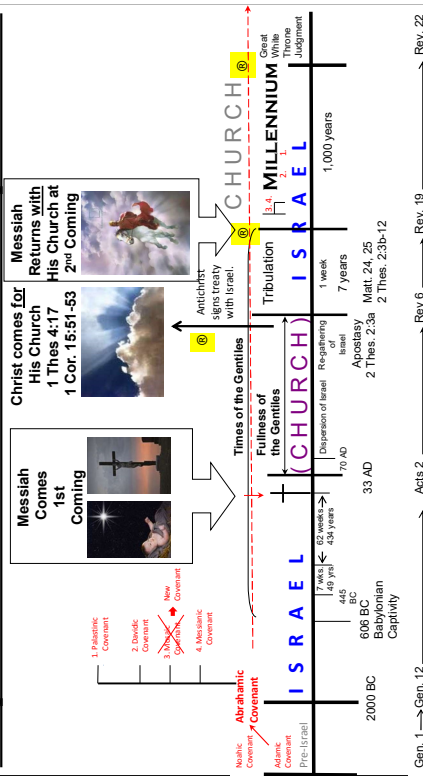 Messiah
Comes
1st
Coming
Christ comes for
His Church
1 Thes 4:17
1 Cor. 15:51-53
Messiah
Returns with
His Church at
2nd Coming
1. Palastinic
Covenant
2. Davidic
Covenant
3. Mosaic
Covenant
New
Covenant
4. Messianic
Covenant
Abrahamic
Covenant
Noahic
Covenant
Adamic
Covenant
Times of the Gentiles
Fullness of
the Gentiles
®
Antichrist
signs treaty
with Israel.
®
CHURCH
®
Tribulation
3. 4.
MILLENNIUM
2.
1.
Great
White
Throne
Judgment
Pre-Israel
ISRAEL
(CHURCH)
ISRAEL
7 wks.
49 yrs
62 weeks
434 years
Dispersion of Israel
Re-gathering
of
Israel
1 week
7 years
1,000 years
2000 BC
606 BC
Babylonian
Captivity
445
BC
33 AD
70 AD
Apostasy
2 Thes. 2:3a
Matt. 24, 25
2 Thes. 2:3b-12
Gen. 1
Gen. 12
Acts 2
Rev 6
Rev. 19
Rev. 22